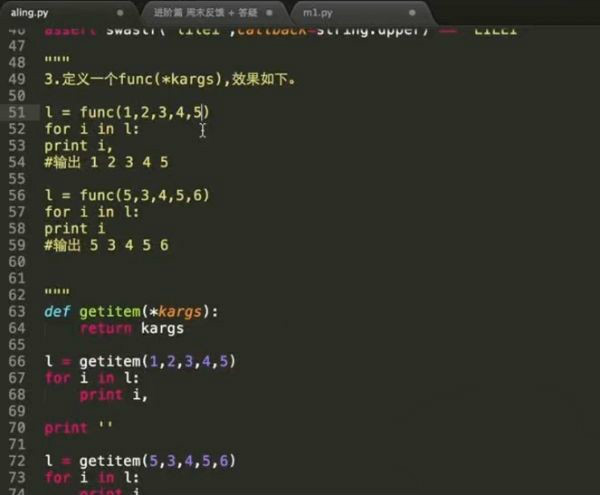 aling.py
进阶篇 周末反馈 + 答疑
m1.py
46 assert swastr( 'lilei',callback=string.upper) == 'LILEI'
47
48 """
49 3.定义一个func(*kargs),效果如下。
50
51 l = func(1,2,3,4,5)
52 for i in l:
53 print i,
54 #输出 1 2 3 4 5
55
56 l = func(5,3,4,5,6)
57 for i in l:
58 print i
59 #输出 5 3 4 5 6
60
61
62 """
63 def getitem(*kargs):
64 return kargs
65
66 l = getitem(1,2,3,4,5)
67 for i in l:
68 print i,
69
70 print ''
71
72 l = getitem(5,3,4,5,6)
73 for i in l:
74 print i